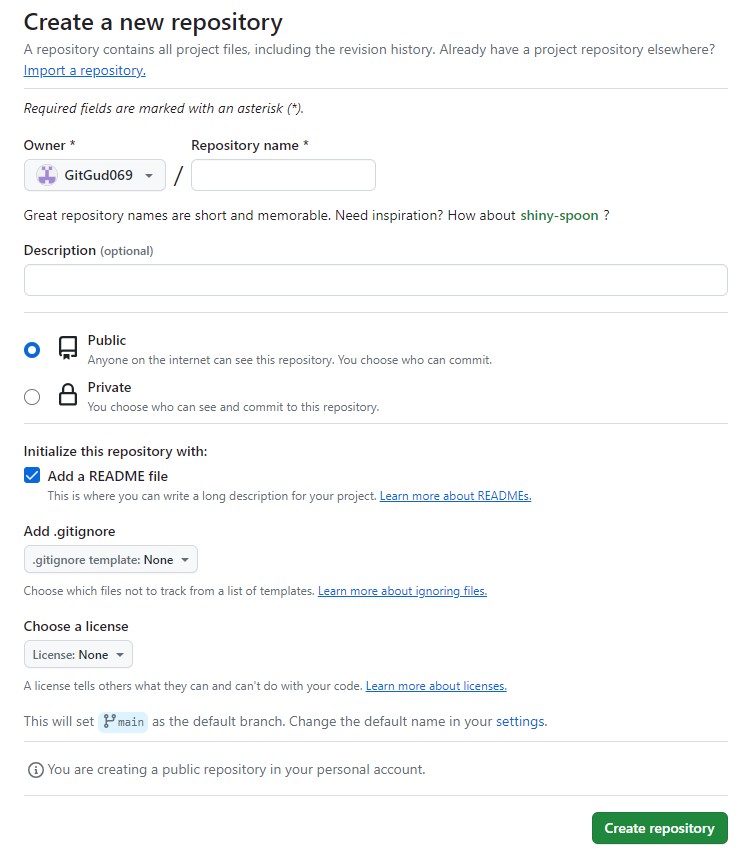 Create a new repository
A repository contains all project files, including the revision history. Already have a project repository elsewhere?
Import a repository.
Required fields are marked with an asterisk (*).
Owner *
Repository name *
GitGud069
/
Great repository names are short and memorable. Need inspiration? How about shiny-spoon ?
Description (optional)
Public
Anyone on the internet can see this repository. You choose who can commit.
Private
You choose who can see and commit to this repository.
Initialize this repository with:
Add a README file
This is where you can write a long description for your project. Learn more about READMEs.
Add .gitignore
.gitignore template: None
Choose which files not to track from a list of templates. Learn more about ignoring files.
Choose a license
License: None
A license tells others what they can and can't do with your code. Learn more about licenses.
This will set main as the default branch. Change the default name in your settings.
You are creating a public repository in your personal account.
Create repository